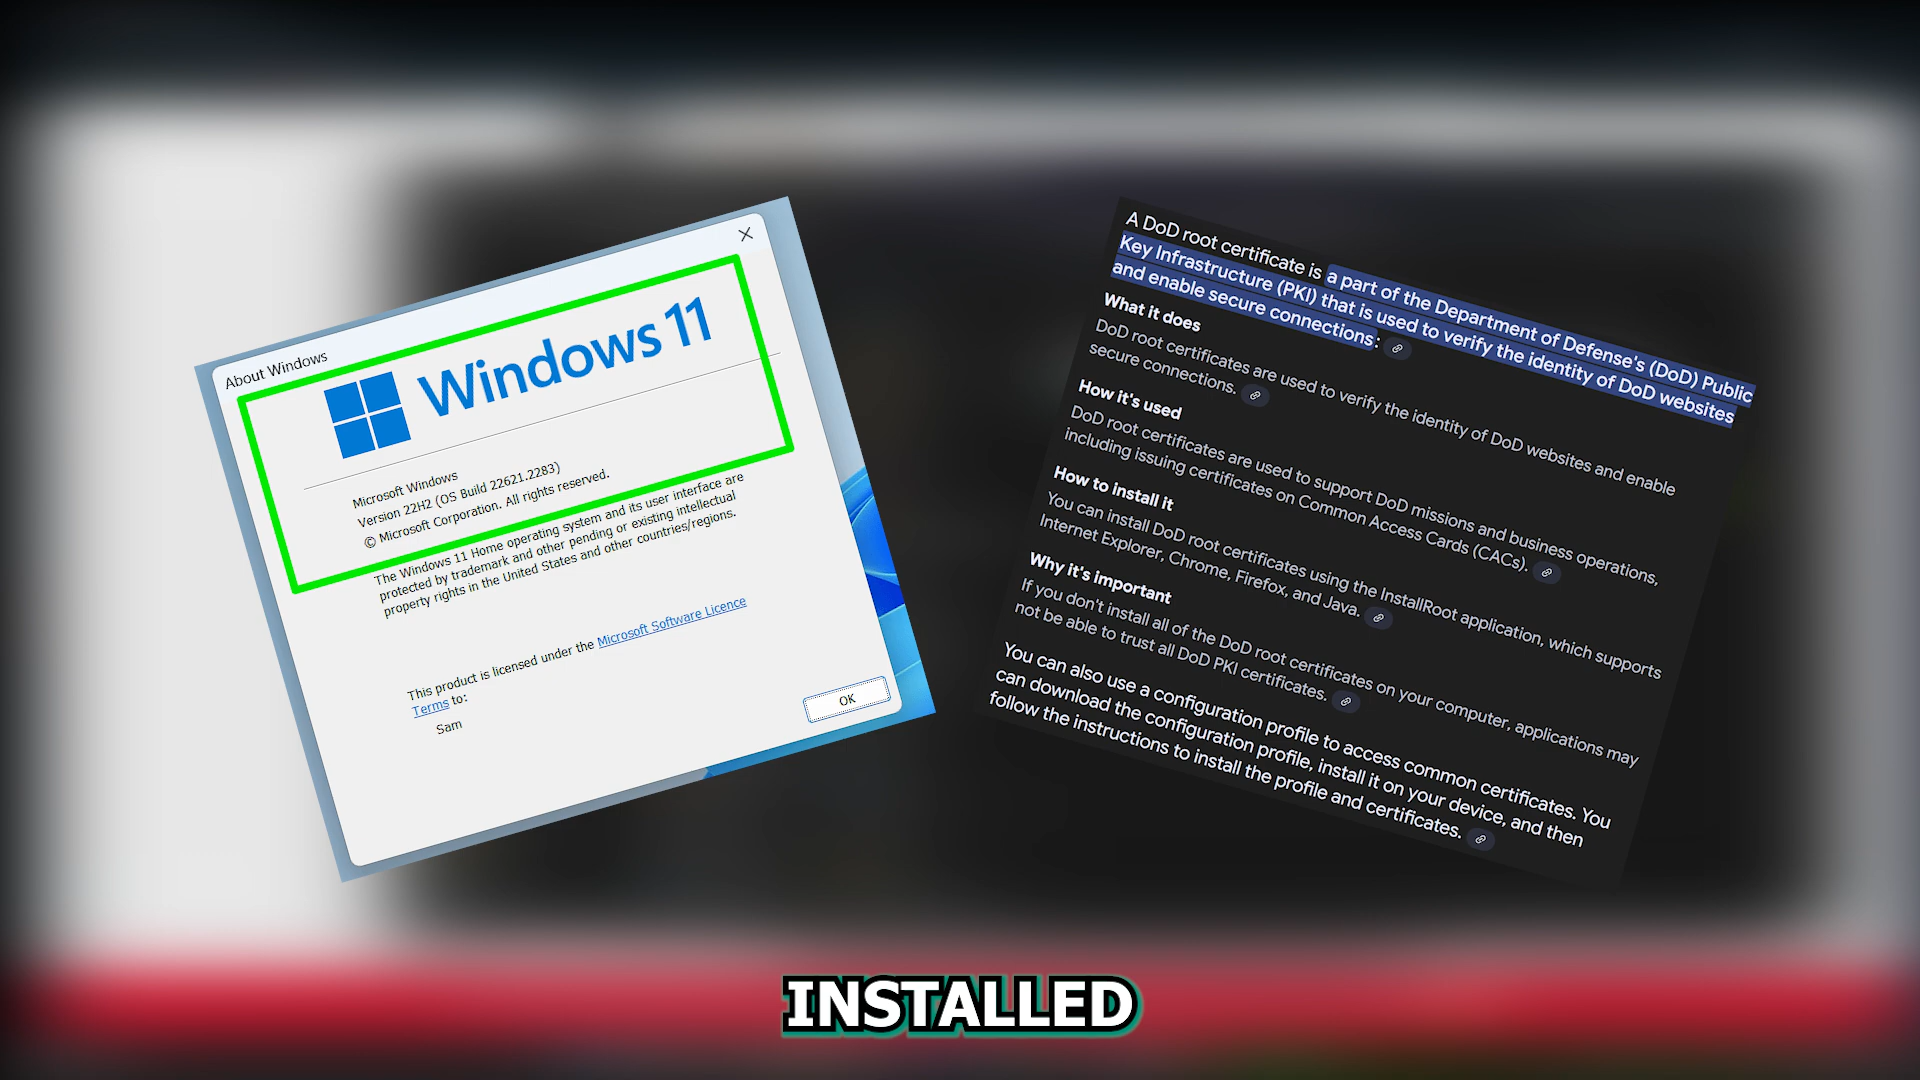 About Windows
Windows 11
Microsoft Windows
Version 22H2 (OS Build 22621.2283)
© Microsoft Corporation. All rights reserved.
The Windows 11 Home operating system and its user interface are
protected by trademark and other pending or existing intellectual
property rights in the United States and other countries/regions.
This product is licensed under the Microsoft Software Licence
Terms to:
Sam
OK
A DoD root certificate is a part of the Department of Defense's (DoD) Public
Key Infrastructure (PKI) that is used to verify the identity of DoD websites
and enable secure connections:
What it does
DoD root certificates are used to verify the identity of DoD websites and enable
secure connections.
How it's used
DoD root certificates are used to support DoD missions and business operations,
including issuing certificates on Common Access Cards (CACs).
How to install it
You can install DoD root certificates using the InstallRoot application, which supports
Internet Explorer, Chrome, Firefox, and Java.
Why it's important
If you don't install all of the DoD root certificates on your computer, applications may
not be able to trust all DoD PKI certificates.
You can also use a configuration profile to access common certificates. You
can download the configuration profile, install it on your device, and then
follow the instructions to install the profile and certificates.
INSTALLED